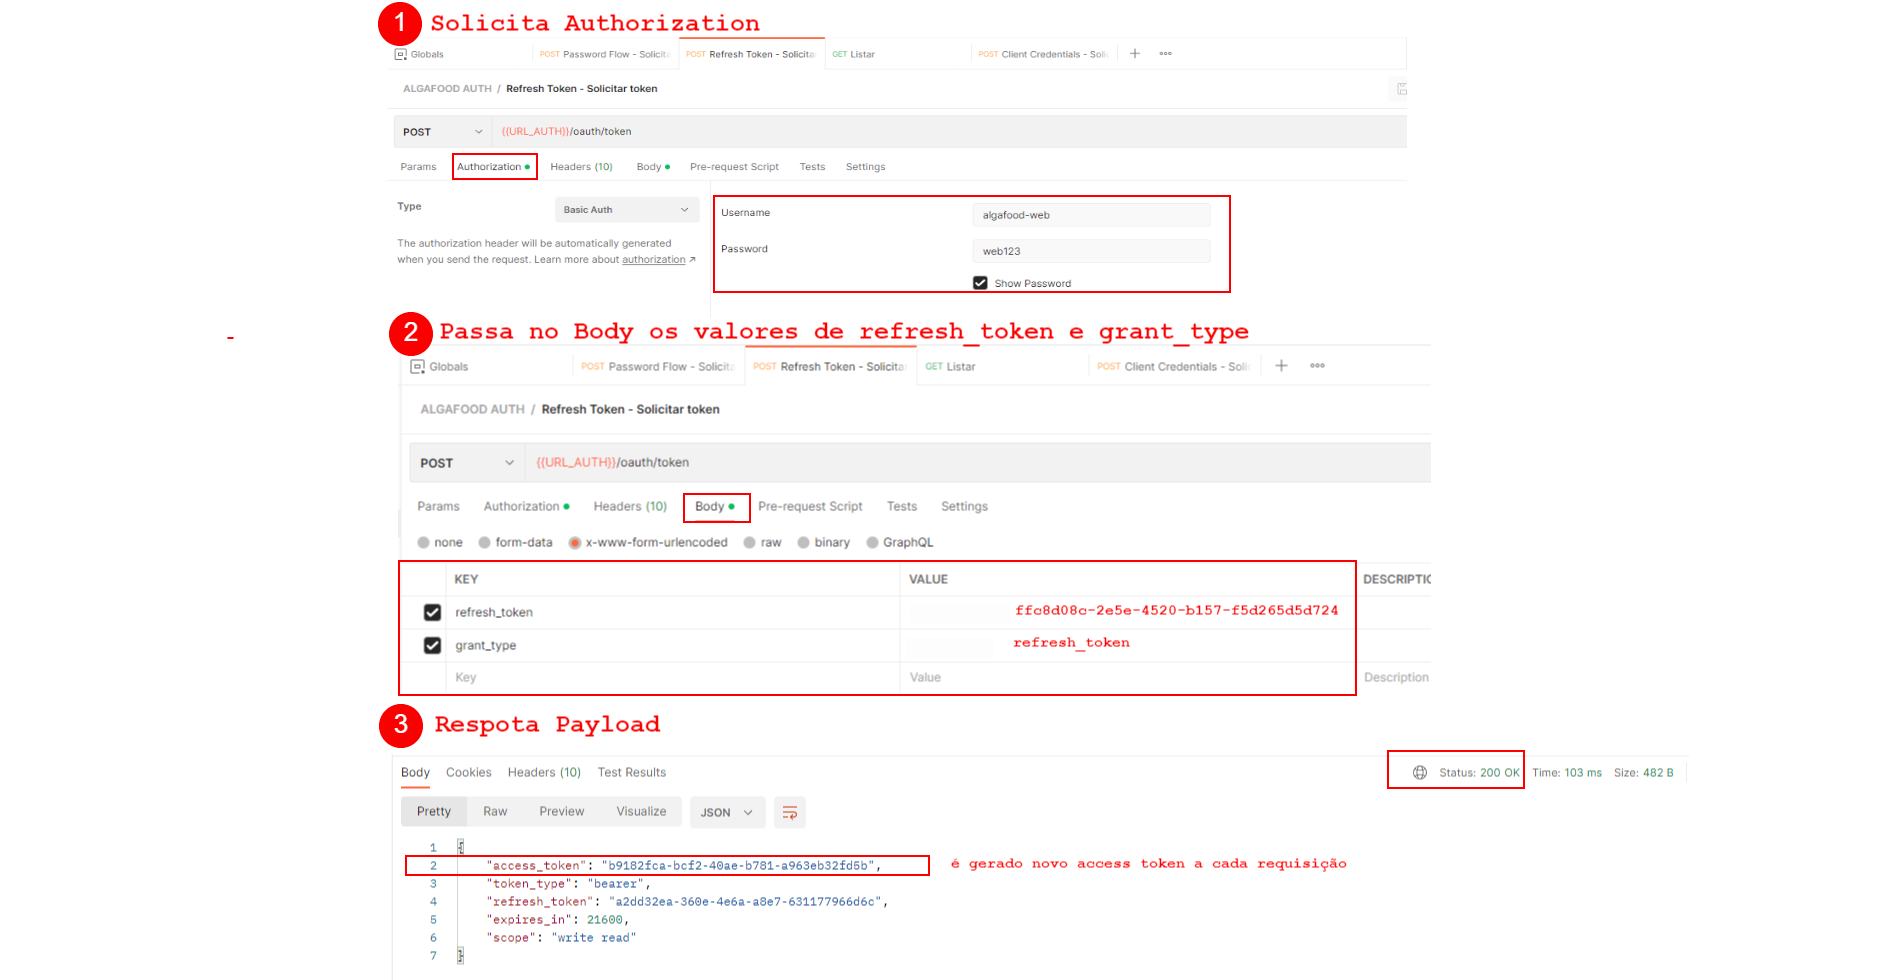 1 Solicita Authorization
Globals POST Password Flow - Solicita POST Refresh Token - Solicita GET Listar POST Client Credentials - Soli
ALGAFOOD AUTH / Refresh Token - Solicitar token
POST {{URL_AUTH}}/oauth/token
Params Authorization Headers (10) Body Pre-request Script Tests Settings
Type Basic Auth
Username algafood-web
The authorization header will be automatically generated
when you send the request. Learn more about authorization ↗
Password web123
Show Password
-
2 Passa no Body os valores de refresh_token e grant_type
Globals POST Password Flow - Solicita POST Refresh Token - Solicita GET Listar POST Client Credentials - Soli
ALGAFOOD AUTH / Refresh Token - Solicitar token
POST {{URL_AUTH}}/oauth/token
Params Authorization Headers (10) Body Pre-request Script Tests Settings
none form-data x-www-form-urlencoded raw binary GraphQL
KEY VALUE DESCRIPTIO
refresh_token ffc8d08c-2e5e-4520-b157-f5d265d5d724
grant_type refresh_token
Key Value Description
3 Respota Payload
Body Cookies Headers (10) Test Results Status: 200 OK Time: 103 ms Size: 482 B
Pretty Raw Preview Visualize JSON
1 {
2 "access_token": "b9182fca-bcf2-40ae-b781-a963eb32fd5b", é gerado novo access token a cada requisição
3 "token_type": "bearer",
4 "refresh_token": "a2dd32ea-360e-4e6a-a8e7-631177966d6c",
5 "expires_in": 21600,
6 "scope": "write read"
7 }